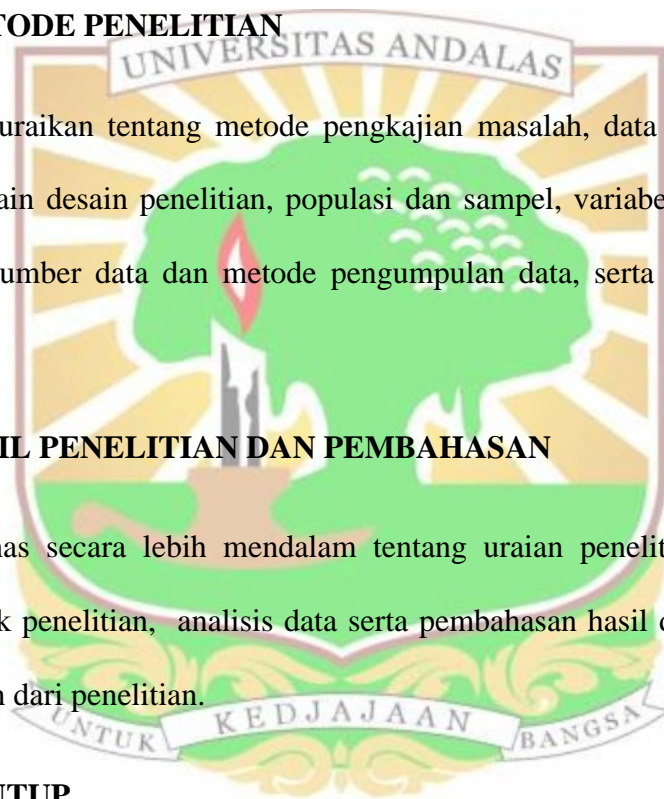 TODE PENELITIAN
UNIVERSITAS ANDALAS
uraikan tentang metode pengkajian masalah, data
ain desain penelitian, populasi dan sampel, variabe
umber data dan metode pengumpulan data, serta
IL PENELITIAN DAN PEMBAHASAN
as secara lebih mendalam tentang uraian penelit
k penelitian, analisis data serta pembahasan hasil
n dari penelitian.
UNTUK KEDJAJAAN BANGSA